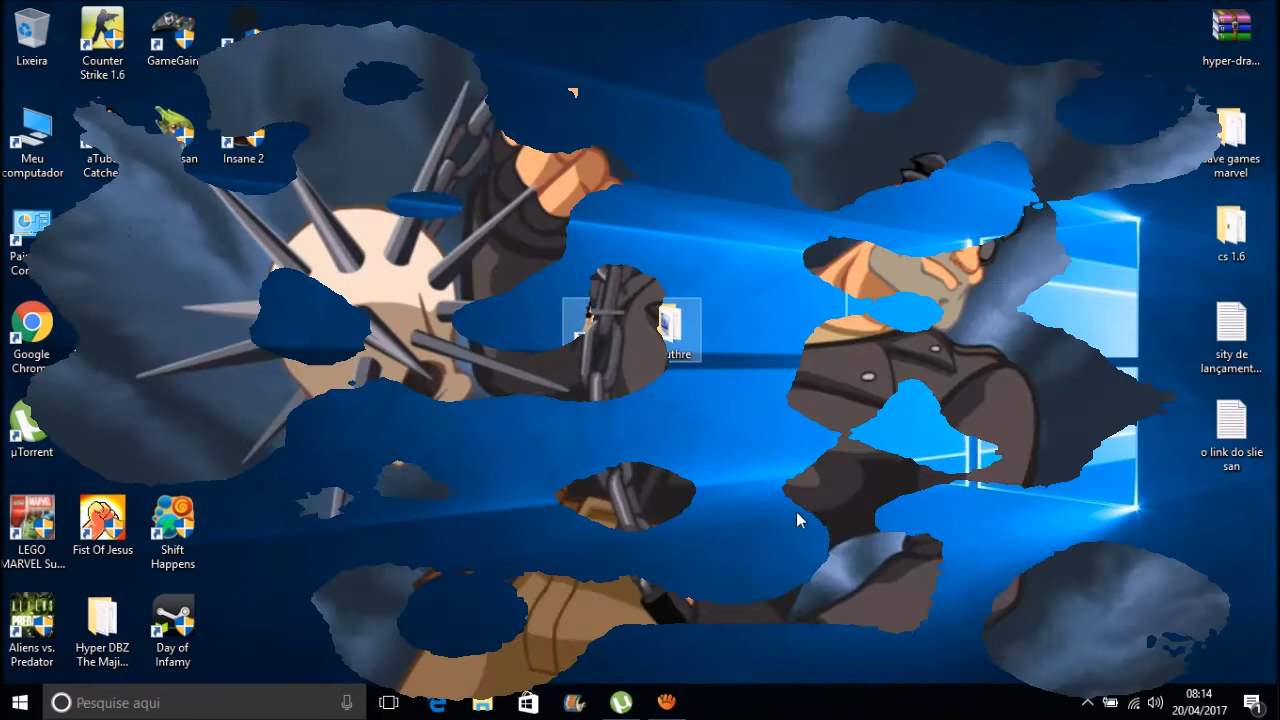 Lixeira
Counter
Strike 1.6
GameGain
hyper-dra...
Meu
computador
Catche
san
Insane 2
ave games
marvel
cs 1.6
Google
Chrom
uthre
sity de
lançament...
µTorrent
o link do slie
san
LEGO
MARVEL Su...
Fist Of Jesus
Shift
Happens
Aliens vs.
Predator
Hyper DBZ
The Maji...
Day of
Infamy
Pesquise aqui
08:14
20/04/2017